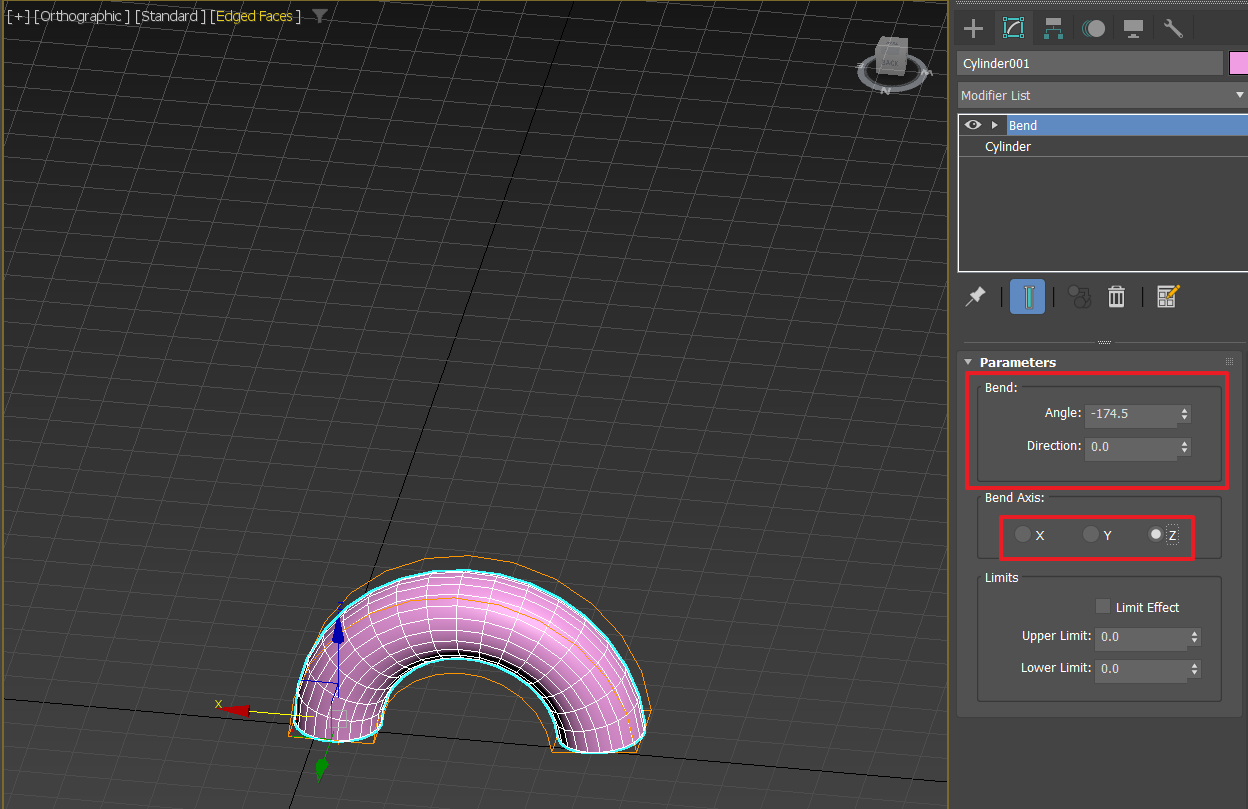 [+] [Orthographic ] [Standard ] [Edged Faces ]
N
x
Cylinder001
Modifier List
Bend
Cylinder
Parameters
Bend:
Angle: -174.5
Direction: 0.0
Bend Axis:
X Y Z
Limits
Limit Effect
Upper Limit: 0.0
Lower Limit: 0.0